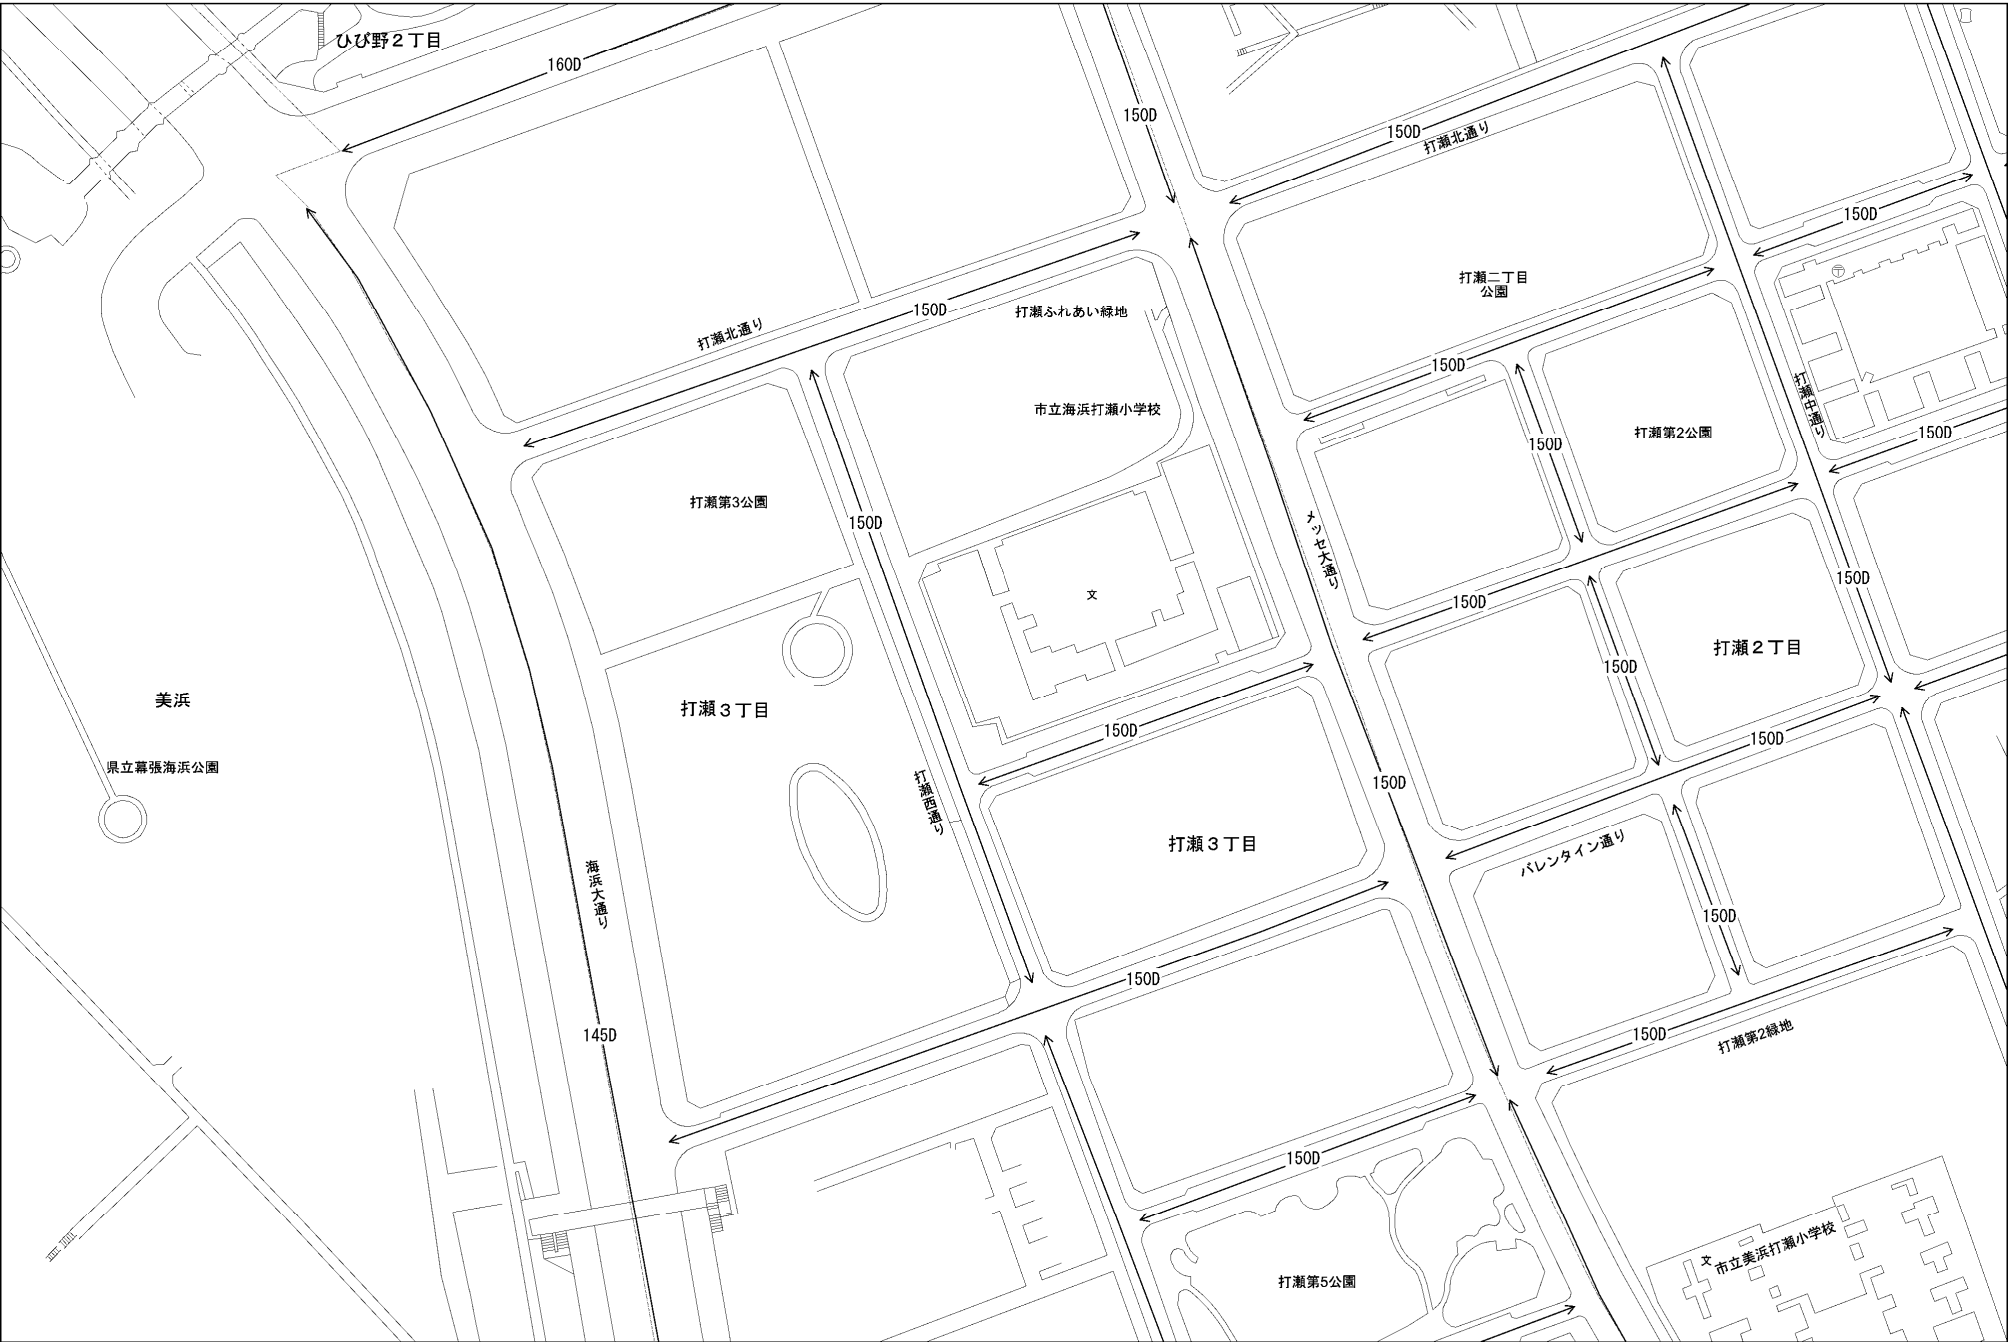 ひび野２丁目
160D
150D
150D
打瀬北通り
150D
打瀬二丁目
公園
打瀬ふれあい緑地
150D
打瀬北通り
150D
市立海浜打瀬小学校
打瀬中通り
150D
打瀬第2公園
150D
打瀬第3公園
150D
メッセ大通り
文
150D
150D
打瀬２丁目
150D
美浜
打瀬３丁目
150D
150D
県立幕張海浜公園
150D
打瀬西通り
打瀬３丁目
バレンタイン通り
海浜大通り
150D
150D
145D
150D
打瀬第2緑地
150D
文
市立美浜打瀬小学校
打瀬第5公園